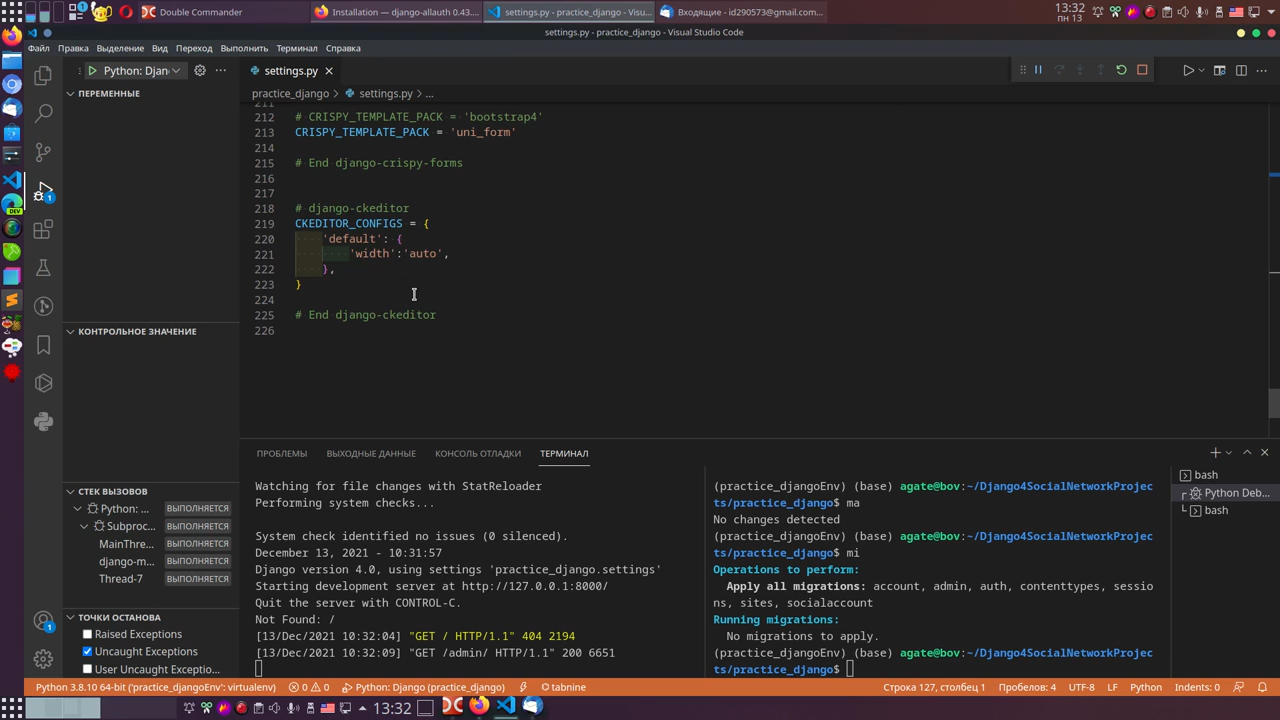 Double Commander
Installation — django-allauth 0.43....
settings.py - practice_django - Visu...
Входящие - id290573@gmail.com...
13:32
пн 13
settings.py - practice_django - Visual Studio Code
Файл Правка Выделение Вид Переход Выполнить Терминал Справка
Python: Djan
settings.py
ПЕРЕМЕННЫЕ
practice_django > settings.py > ...
211
212 # CRISPY_TEMPLATE_PACK = 'bootstrap4'
213 CRISPY_TEMPLATE_PACK = 'uni_form'
214
215 # End django-crispy-forms
216
217
218 # django-ckeditor
219 CKEDITOR_CONFIGS = {
220 'default': {
221 'width':'auto',
222 },
223 }
224
225 # End django-ckeditor
226
КОНТРОЛЬНОЕ ЗНАЧЕНИЕ
СТЕК ВЫЗОВОВ
Python: ... ВЫПОЛНЯЕТСЯ
Subproc... ВЫПОЛНЯЕТСЯ
MainThre... ВЫПОЛНЯЕТСЯ
django-m... ВЫПОЛНЯЕТСЯ
Thread-7 ВЫПОЛНЯЕТСЯ
ТОЧКИ ОСТАНОВА
Raised Exceptions
Uncaught Exceptions
User Uncaught Exceptio...
ПРОБЛЕМЫ ВЫХОДНЫЕ ДАННЫЕ КОНСОЛЬ ОТЛАДКИ ТЕРМИНАЛ
Watching for file changes with StatReloader
Performing system checks...
System check identified no issues (0 silenced).
December 13, 2021 - 10:31:57
Django version 4.0, using settings 'practice_django.settings'
Starting development server at http://127.0.0.1:8000/
Quit the server with CONTROL-C.
Not Found: /
[13/Dec/2021 10:32:04] "GET / HTTP/1.1" 404 2194
[13/Dec/2021 10:32:09] "GET /admin/ HTTP/1.1" 200 6651
(practice_djangoEnv) (base) agate@bov:~/Django4SocialNetworkProjec
ts/practice_django$ ma
No changes detected
(practice_djangoEnv) (base) agate@bov:~/Django4SocialNetworkProjec
ts/practice_django$ mi
Operations to perform:
Apply all migrations: account, admin, auth, contenttypes, sessio
ns, sites, socialaccount
Running migrations:
No migrations to apply.
(practice_djangoEnv) (base) agate@bov:~/Django4SocialNetworkProjec
ts/practice_django$
bash
Python Deb...
bash
1
1
DEV
Python 3.8.10 64-bit ('practice_djangoEnv': virtualenv) 0 0 Python: Django (practice_django) tabnine Строка 127, столбец 1 Пробелов: 4 UTF-8 LF Python Indents: 0
13:32